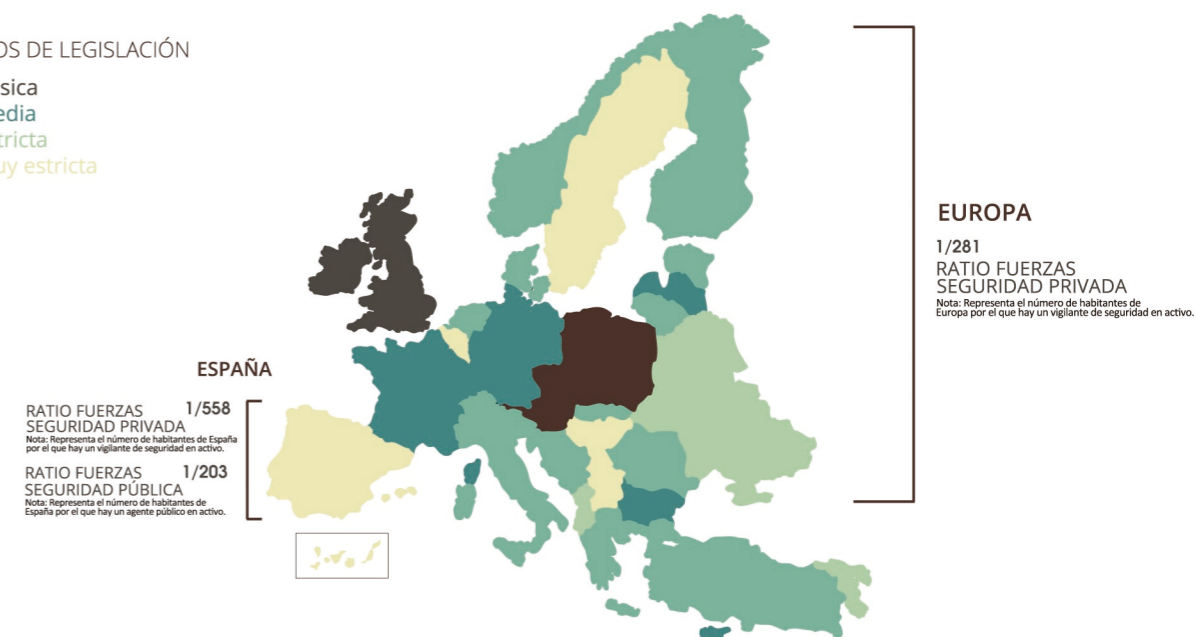 OS DE LEGISLACIÓN
sica
edia
tricta
uy estricta
EUROPA
1/281
RATIO FUERZAS
SEGURIDAD PRIVADA
Nota: Representa el número de habitantes de
Europa por el que hay un vigilante de seguridad en activo.
ESPAÑA
RATIO FUERZAS 1/558
SEGURIDAD PRIVADA
Nota: Representa el número de habitantes de España
por el que hay un vigilante de seguridad en activo.
RATIO FUERZAS 1/203
SEGURIDAD PÚBLICA
Nota: Representa el número de habitantes de
España por el que hay un agente público en activo.